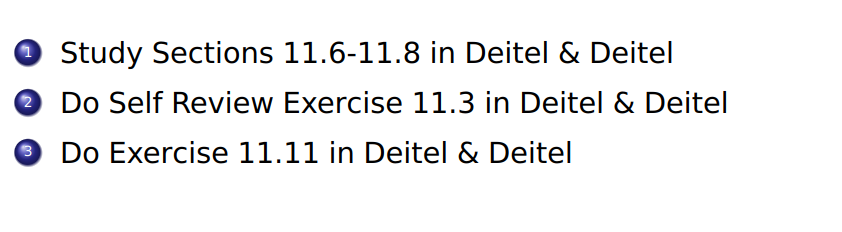 1 Study Sections 11.6-11.8 in Deitel & Deitel
2 Do Self Review Exercise 11.3 in Deitel & Deitel
3 Do Exercise 11.11 in Deitel & Deitel